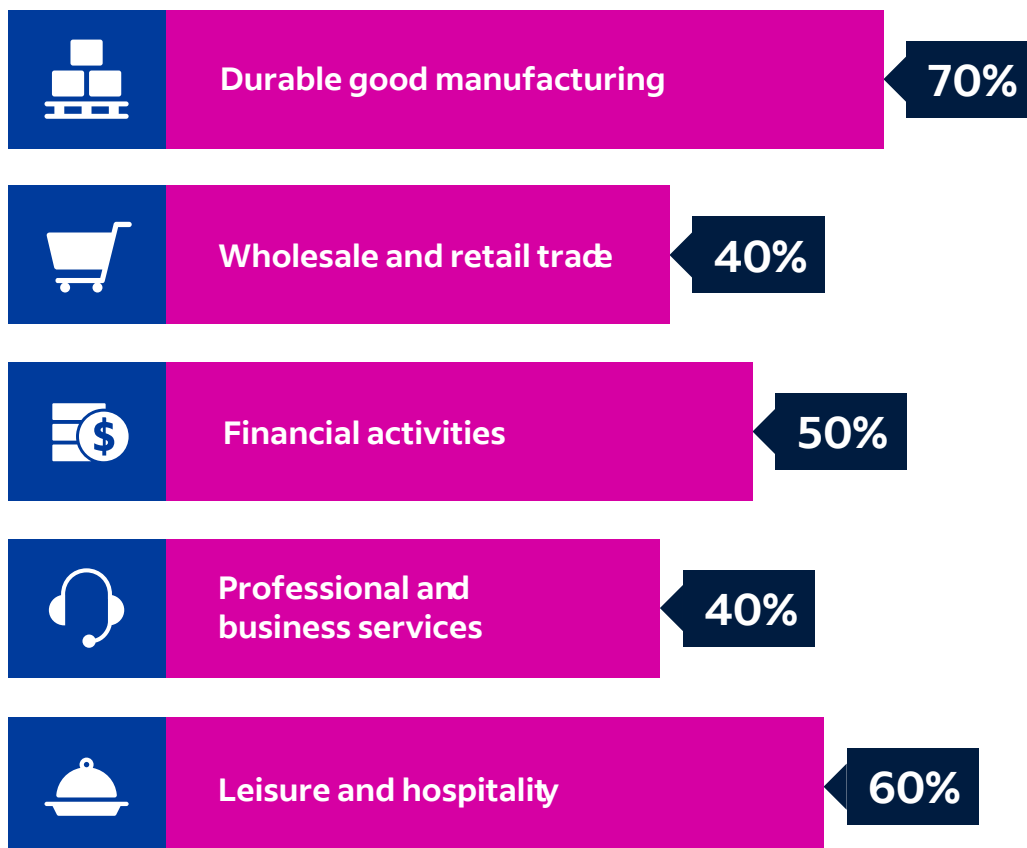 Durable good manufacturing
70%
Wholesale and retail trade
40%
$
Financial activities
50%
Professional and
business services
40%
Leisure and hospitality
60%